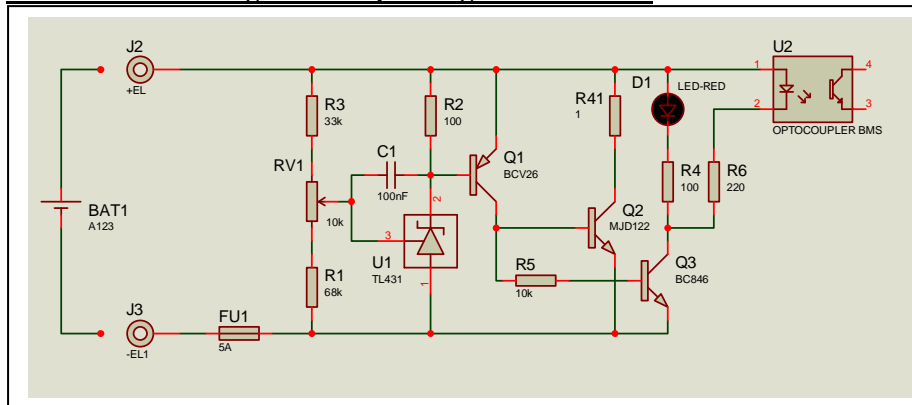 J2
+EL
R3
33k
RV1
10k
R1
68k
C1
100nF
R2
100
2
3
1
U1
TL431
Q1
BCV26
R5
10k
R41
1
Q2
MJD122
D1
LED-RED
R4
100
Q3
BC846
R6
220
U2
1
2
4
3
OPTOCOUPLER BMS
BAT1
A123
J3
-EL1
FU1
5A